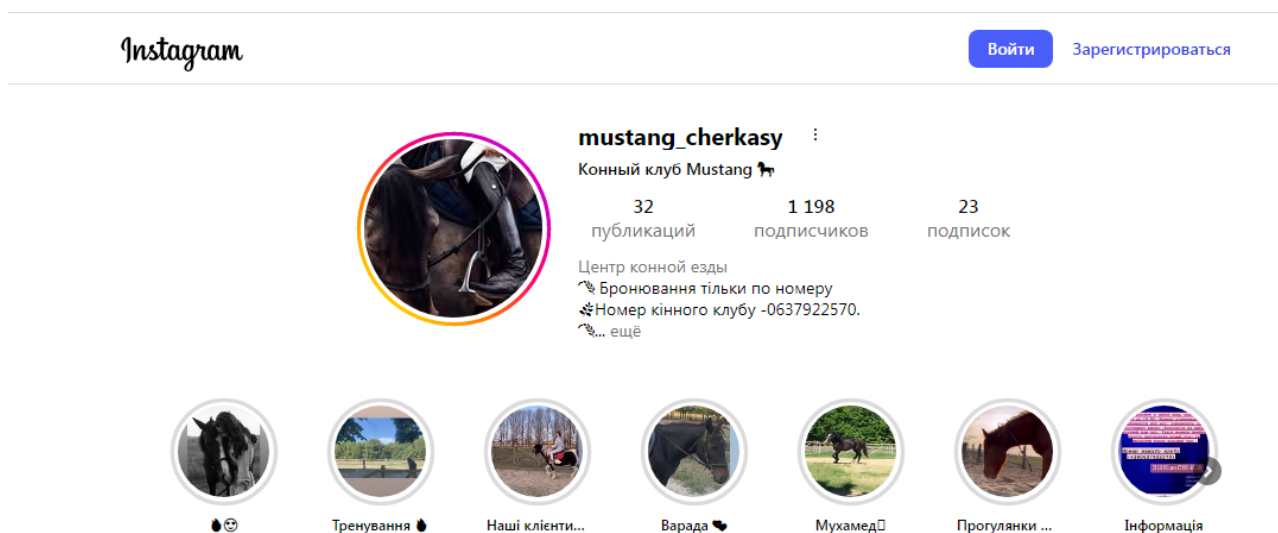 Instagram
Войти
Зарегистрироваться
mustang_cherkasy
Конный клуб Mustang 🐎
32 1 198 23
публикаций подписчиков подписок
Центр конной езды
Бронювання тільки по номеру
Номер кінного клубу -0637922570.
... ещё
Тренування Наші клієнти... Варада Мухамед Прогулянки ... Інформація